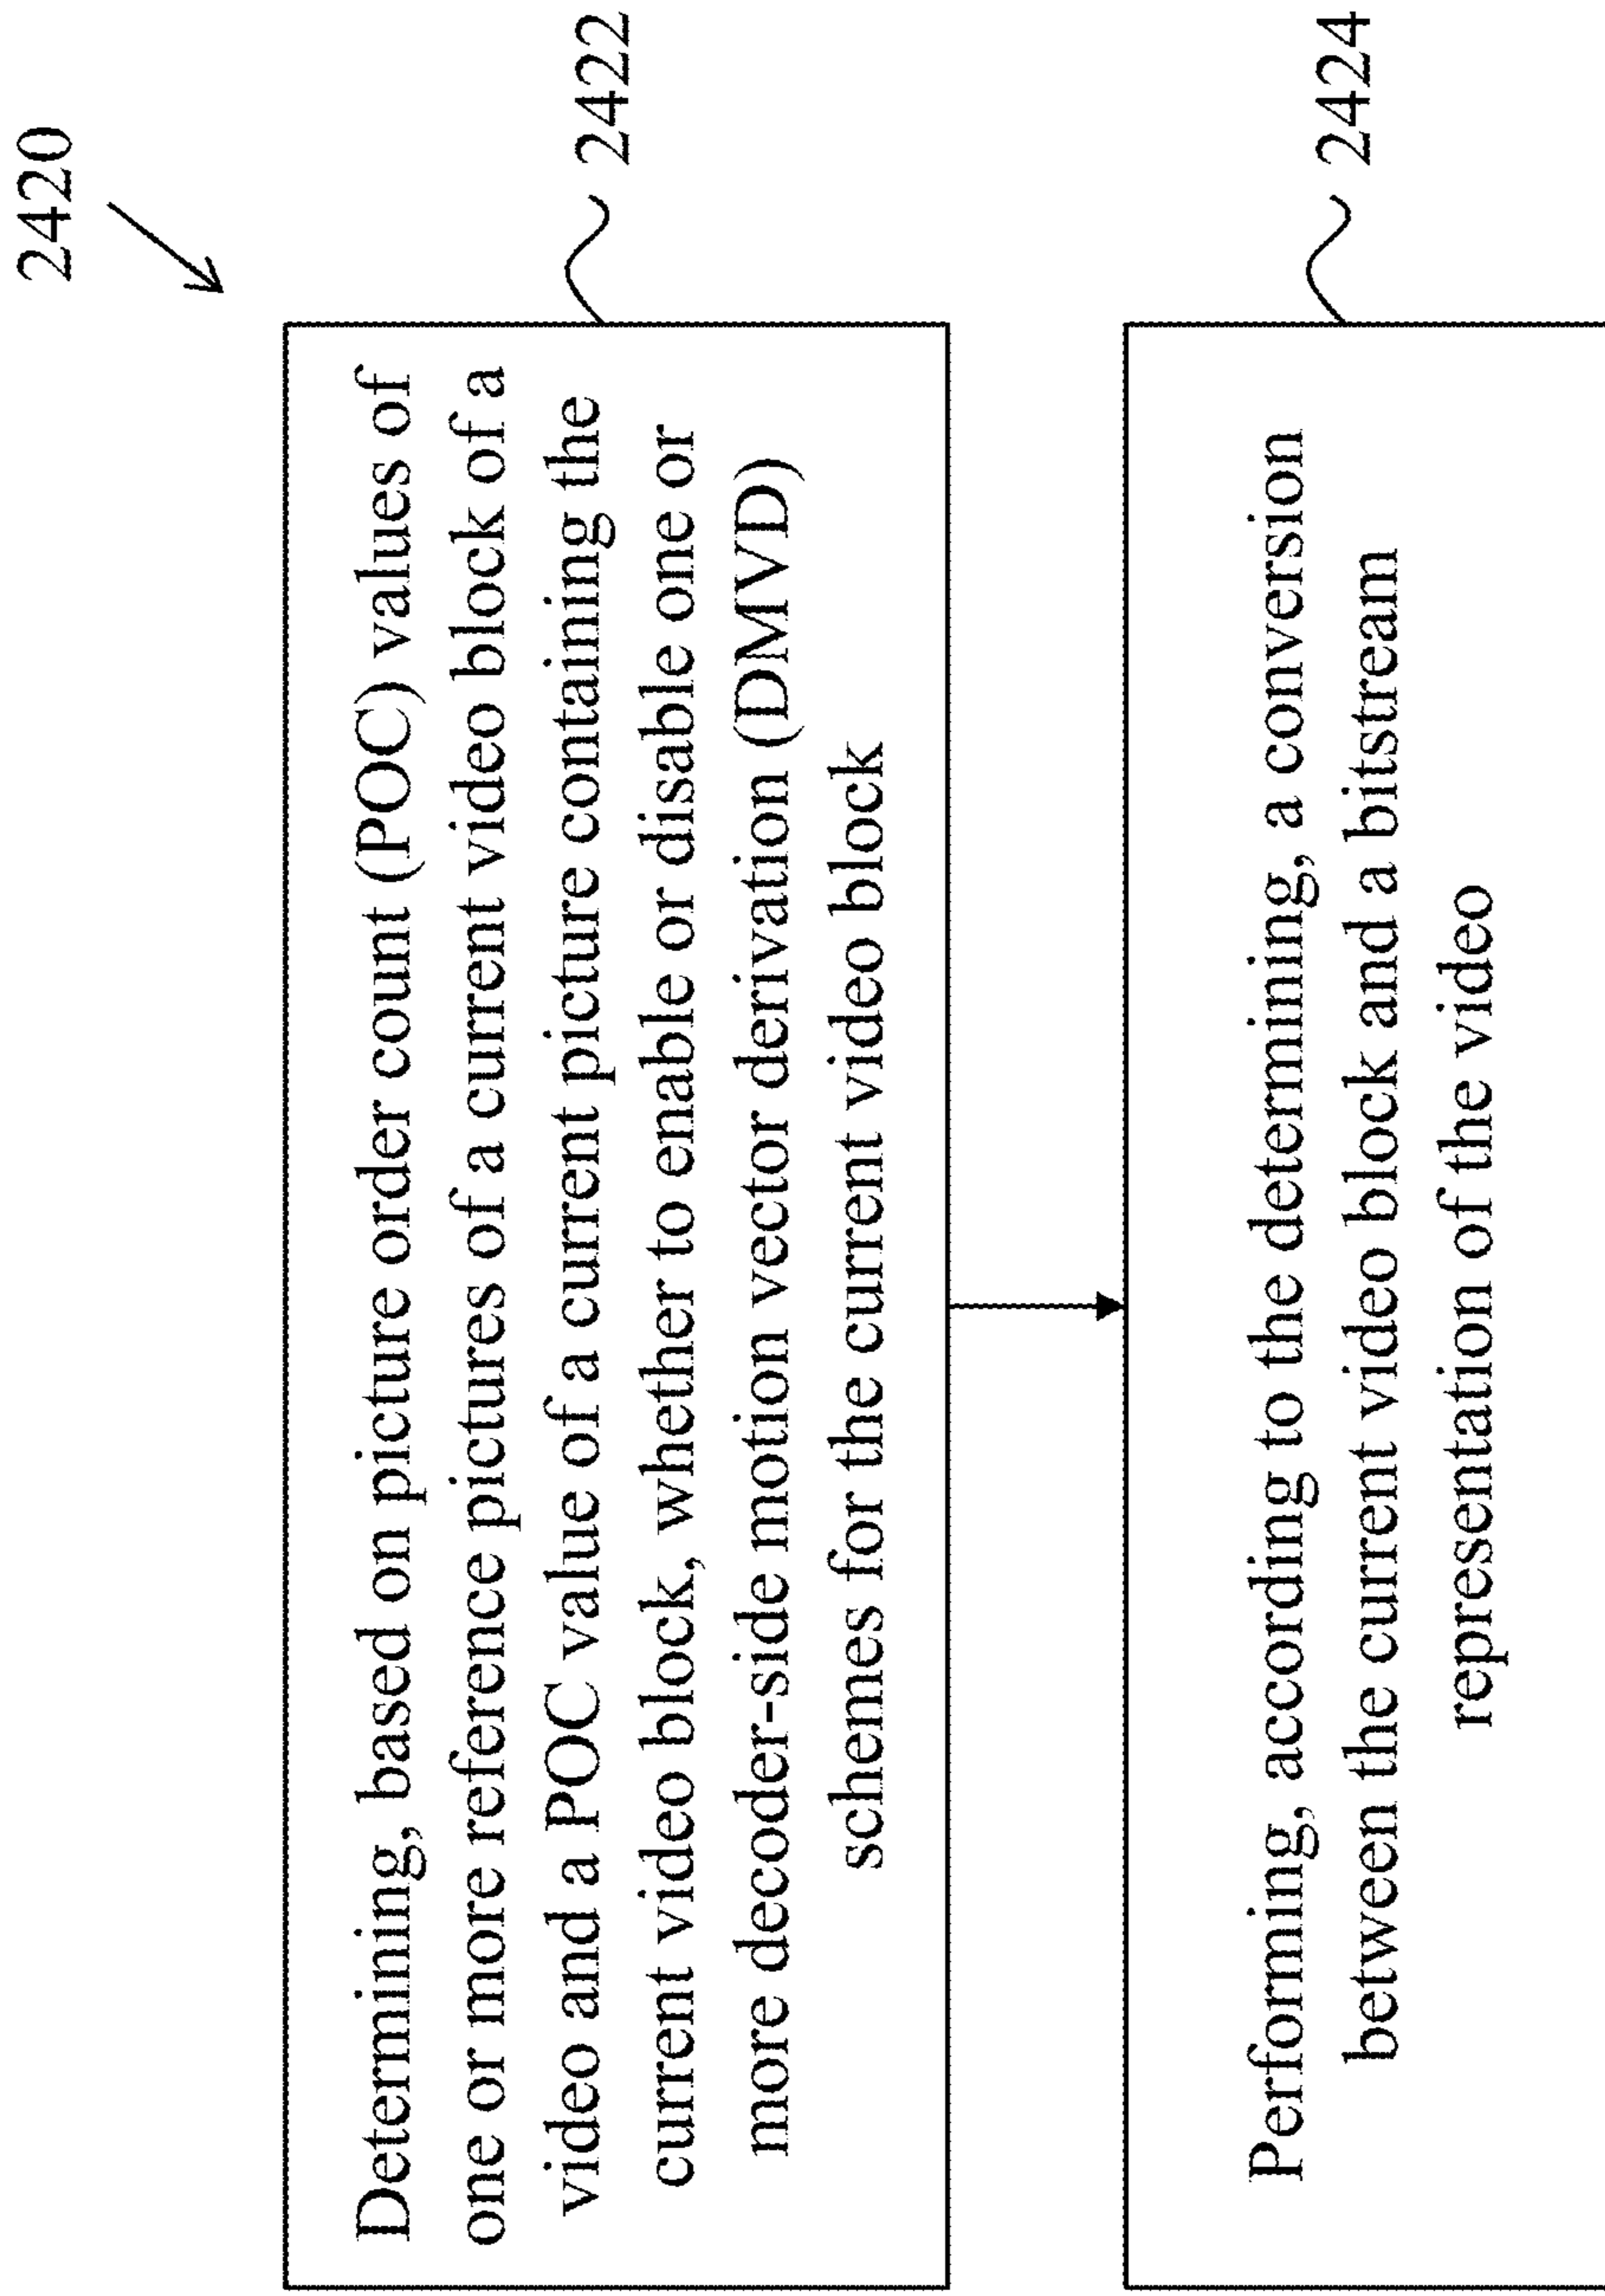 2420
Determining, based on picture order count (POC) values of
one or more reference pictures of a current video block of a
video and a POC value of a current picture containing the
current video block, whether to enable or disable one or
more decoder-side motion vector derivation (DMVD)
schemes for the current video block
2422
Performing, according to the determining, a conversion
between the current video block and a bitstream
representation of the video
2424